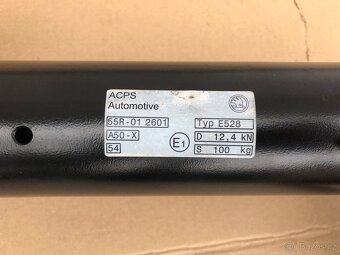 ACPS
Automotive
55R-01 2601
Typ E528
A50-X
D 12,4 kN
54
E1
S 100 kg